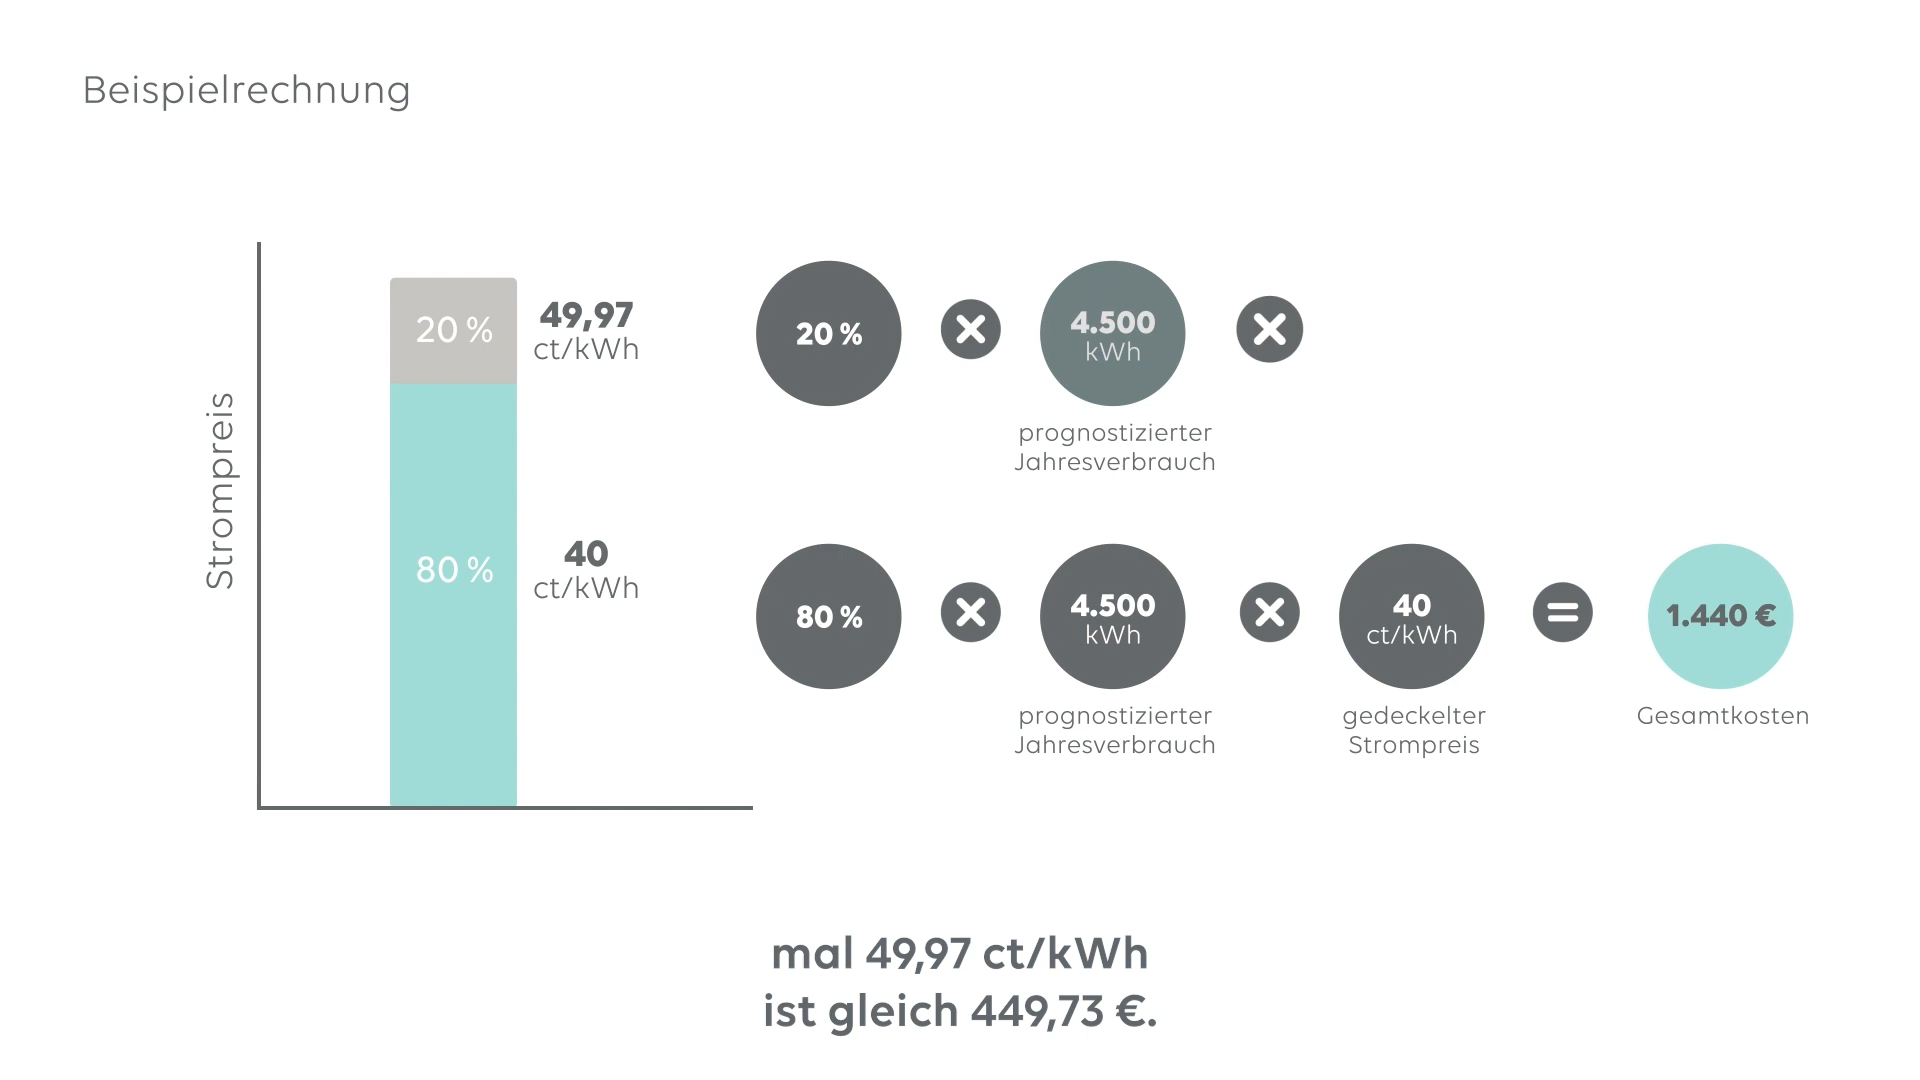 Beispielrechnung
Strompreis
20 %
49,97
ct/kWh
80 %
40
ct/kWh
20 %
4.500
kWh
prognostizierter
Jahresverbrauch
80 %
4.500
kWh
prognostizierter
Jahresverbrauch
40
ct/kWh
gedeckelter
Strompreis
=
1.440 €
Gesamtkosten
mal 49,97 ct/kWh
ist gleich 449,73 €.